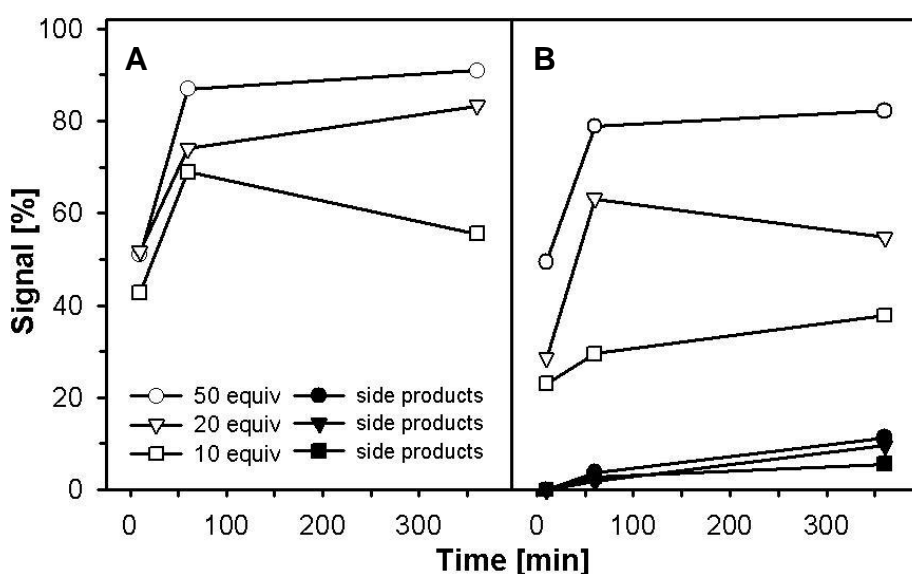 100
80
60
40
20
0
Signal [%]
A
B
50 equiv side products
20 equiv side products
10 equiv side products
0 100 200 300
0 100 200 300
Time [min]